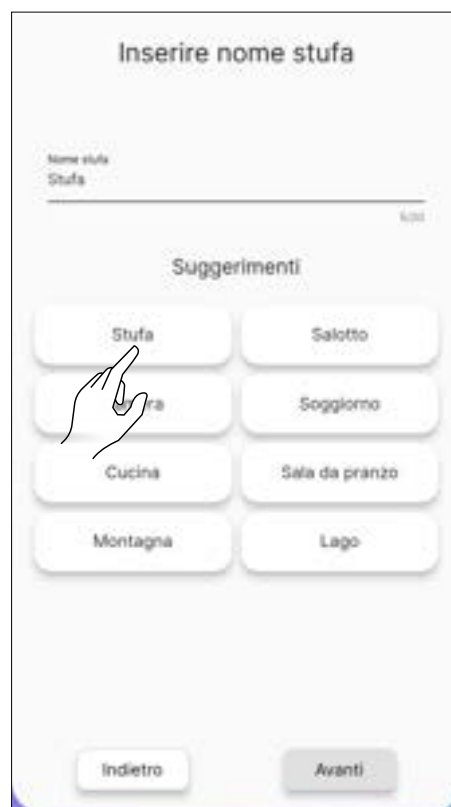 Inserire nome stufa
Nome stufa
Stufa
Suggerimenti
Stufa
Salotto
Soggiorno
Cucina
Sala da pranzo
Montagna
Lago
Indietro
Avanti